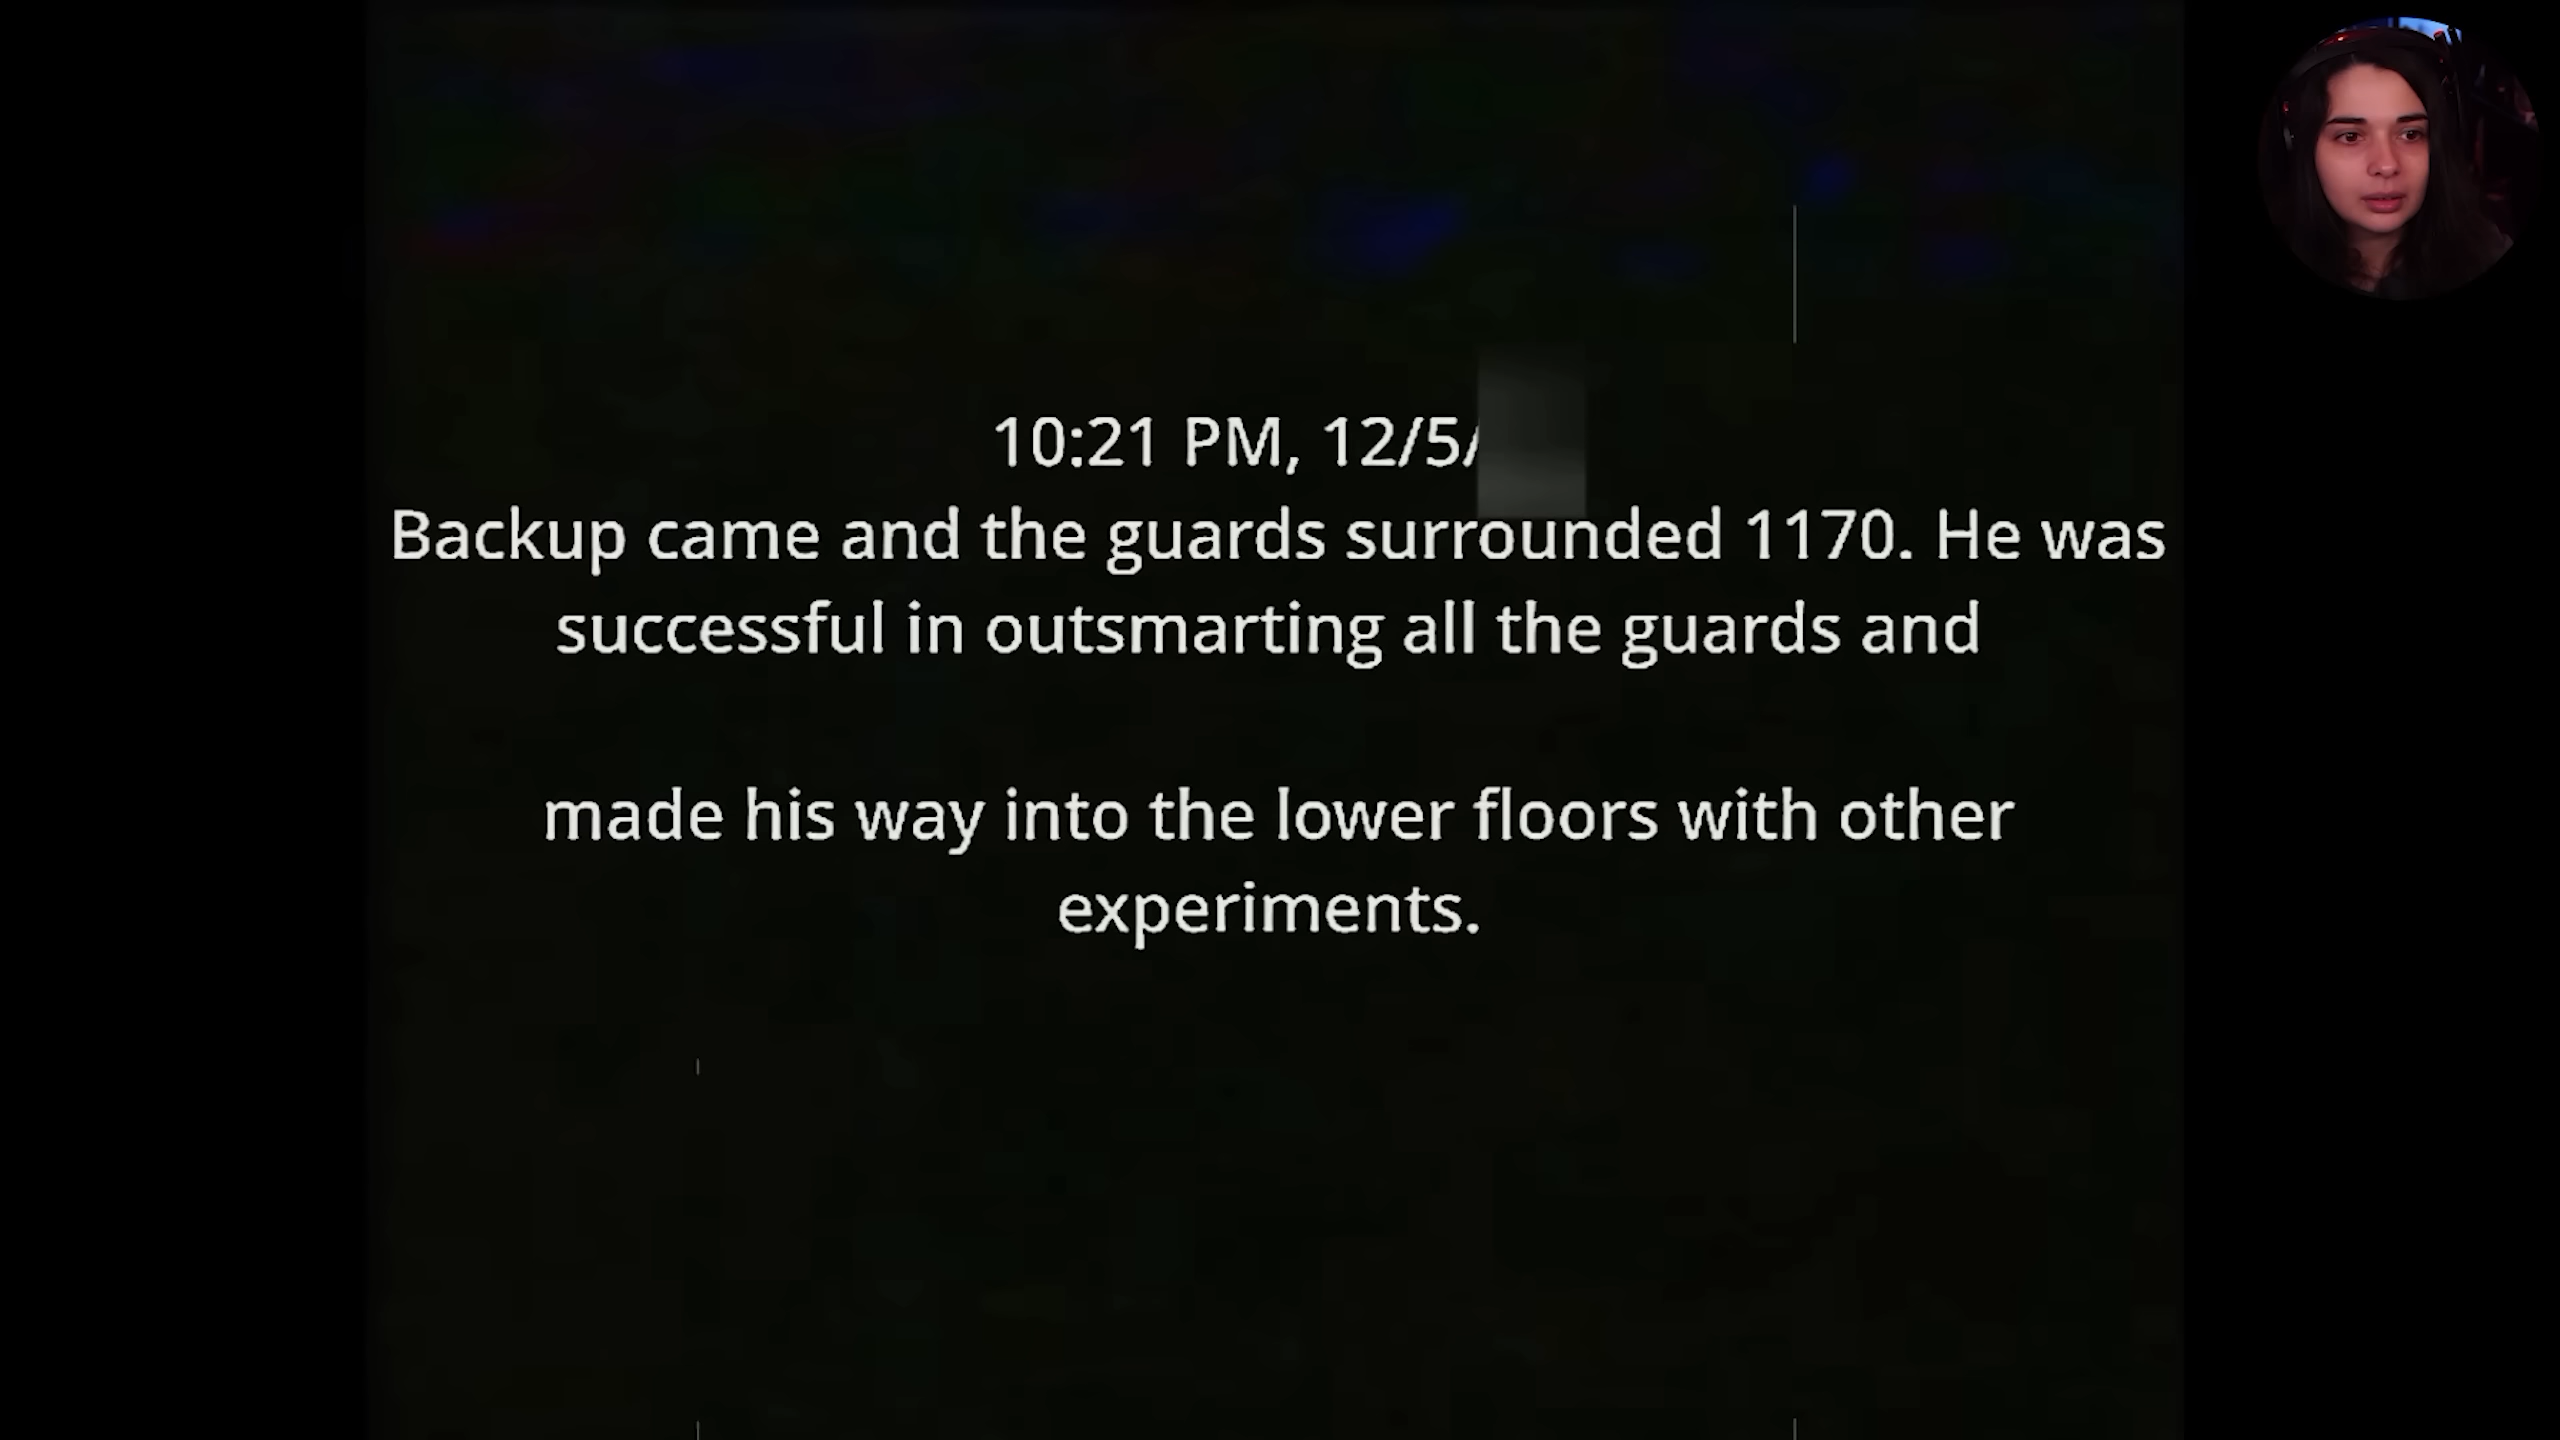 10:21 PM, 12/5/
Backup came and the guards surrounded 1170. He was
successful in outsmarting all the guards and
made his way into the lower floors with other
experiments.